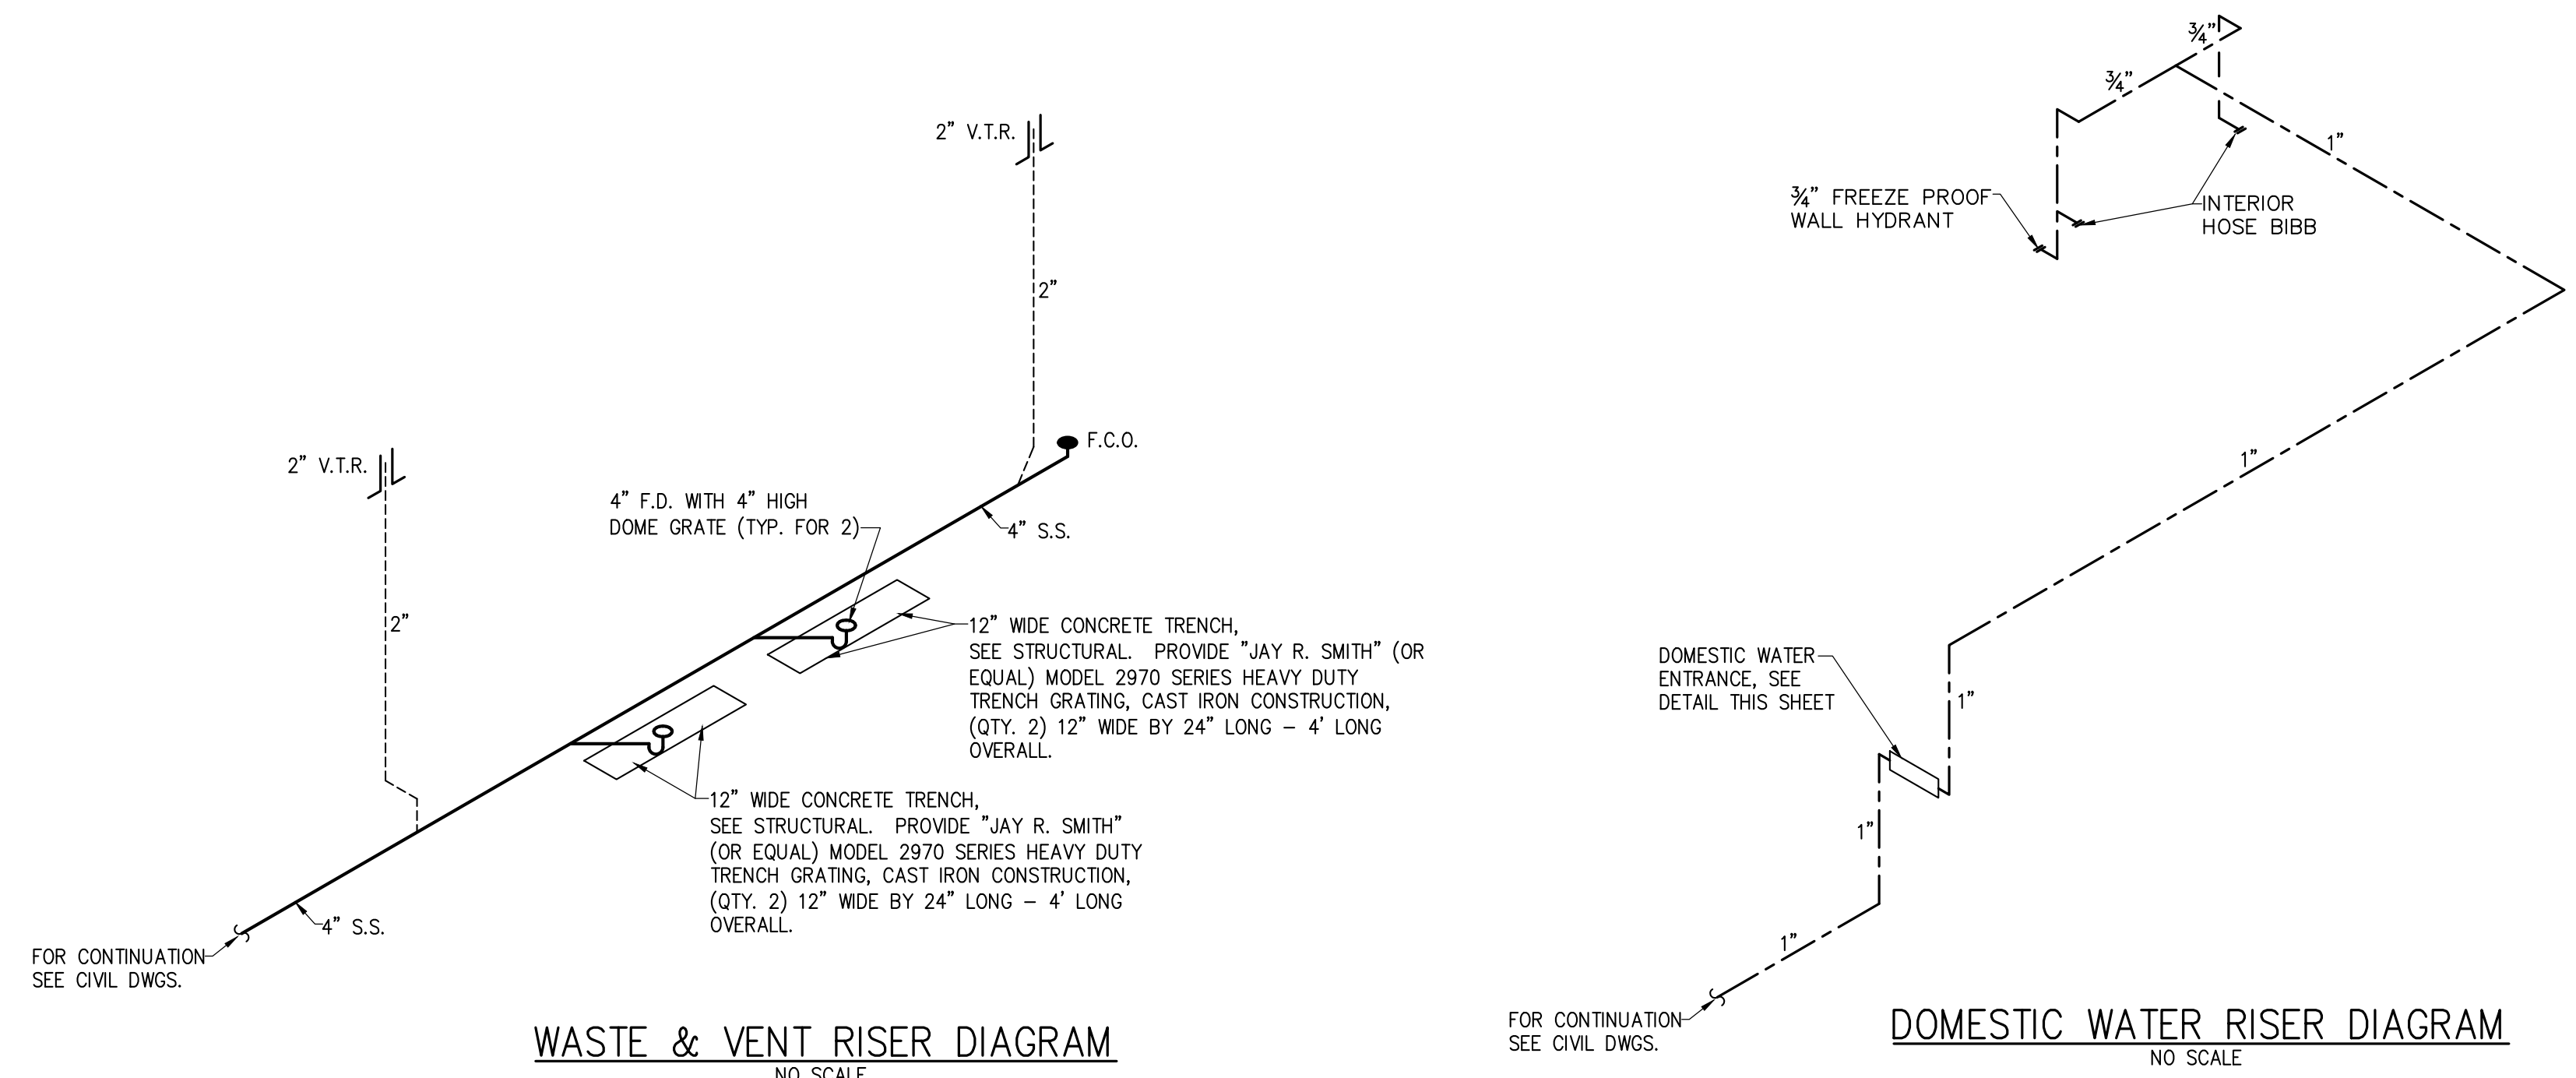 2" V.T.R.
2"
F.C.O.
2" V.T.R.
4" F.D. WITH 4" HIGH
DOME GRATE (TYP. FOR 2)
4" S.S.
2"
12" WIDE CONCRETE TRENCH,
SEE STRUCTURAL. PROVIDE "JAY R. SMITH" (OR
EQUAL) MODEL 2970 SERIES HEAVY DUTY
TRENCH GRATING, CAST IRON CONSTRUCTION,
(QTY. 2) 12" WIDE BY 24" LONG – 4' LONG
OVERALL.
12" WIDE CONCRETE TRENCH,
SEE STRUCTURAL. PROVIDE "JAY R. SMITH"
(OR EQUAL) MODEL 2970 SERIES HEAVY DUTY
TRENCH GRATING, CAST IRON CONSTRUCTION,
(QTY. 2) 12" WIDE BY 24" LONG – 4' LONG
OVERALL.
4" S.S.
FOR CONTINUATION
SEE CIVIL DWGS.
WASTE & VENT RISER DIAGRAM
NO SCALE
¾"
¾"
1"
¾" FREEZE PROOF
WALL HYDRANT
INTERIOR
HOSE BIBB
1"
DOMESTIC WATER
ENTRANCE, SEE
DETAIL THIS SHEET
1"
1"
1"
FOR CONTINUATION
SEE CIVIL DWGS.
DOMESTIC WATER RISER DIAGRAM
NO SCALE